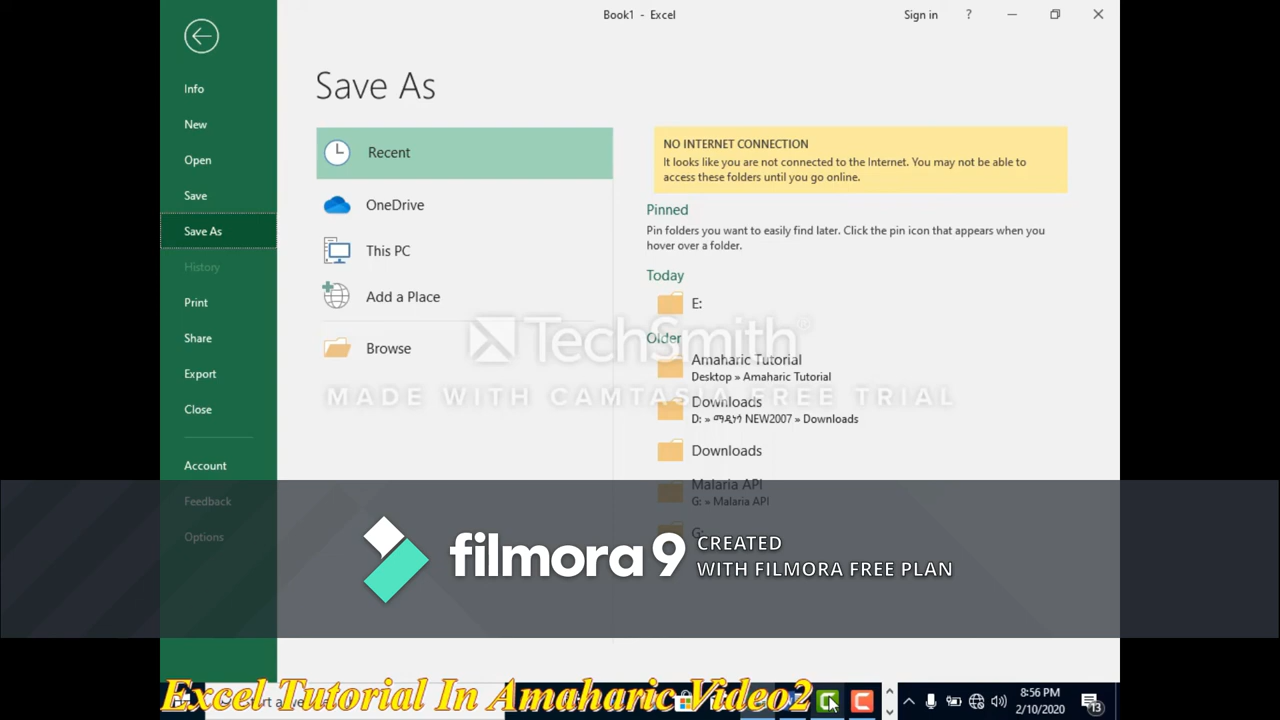 Book1 - Excel
Sign in
?
Save As
Info
New
Open
Save
Save As
History
Print
Share
Export
Close
Account
Feedback
Options
Recent
OneDrive
This PC
Add a Place
Browse
NO INTERNET CONNECTION
It looks like you are not connected to the Internet. You may not be able to
access these folders until you go online.
Pinned
Pin folders you want to easily find later. Click the pin icon that appears when you
hover over a folder.
Today
E:
Older
Amaharic Tutorial
Desktop » Amaharic Tutorial
Downloads
D: » ማዲኔጎ NEW2007 » Downloads
Downloads
Malaria API
G: » Malaria API
G:
TechSmith®
MADE WITH CAMTASIA FREE TRIAL
filmora9 CREATED
WITH FILMORA FREE PLAN
Excel Tutorial In Amaharic Video2
8:56 PM
2/10/2020
13